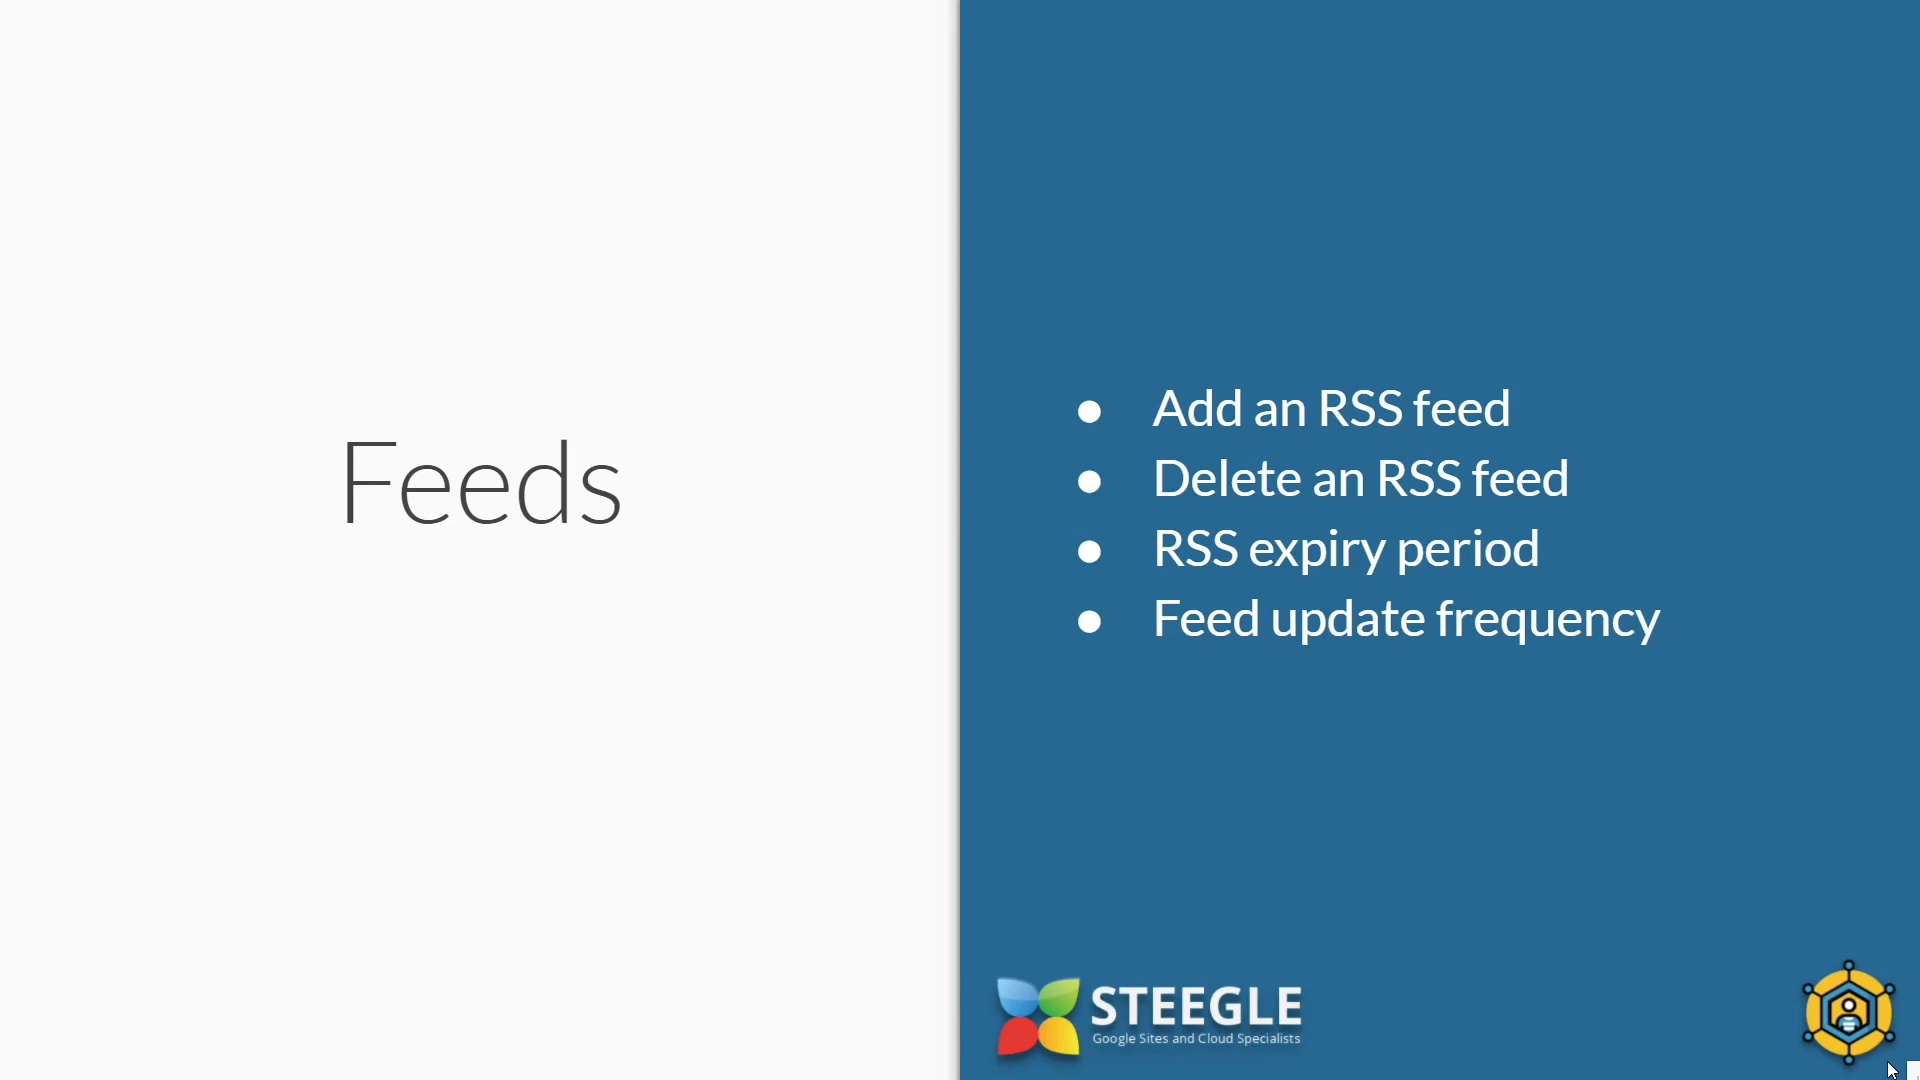 Feeds
● Add an RSS feed
● Delete an RSS feed
● RSS expiry period
● Feed update frequency
STEEGLE
Google Sites and Cloud Specialists